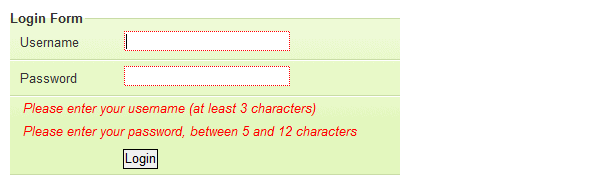 Login Form
Username
Password
Please enter your username (at least 3 characters)
Please enter your password, between 5 and 12 characters
Login